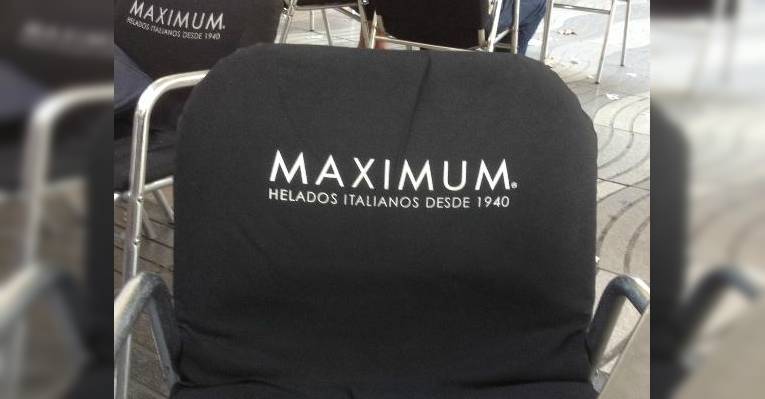 MAXIMUM®
HELADOS ITALIANOS DESDE 1940
MAXIMUM®
HELADOS ITALIANOS DESDE 1940